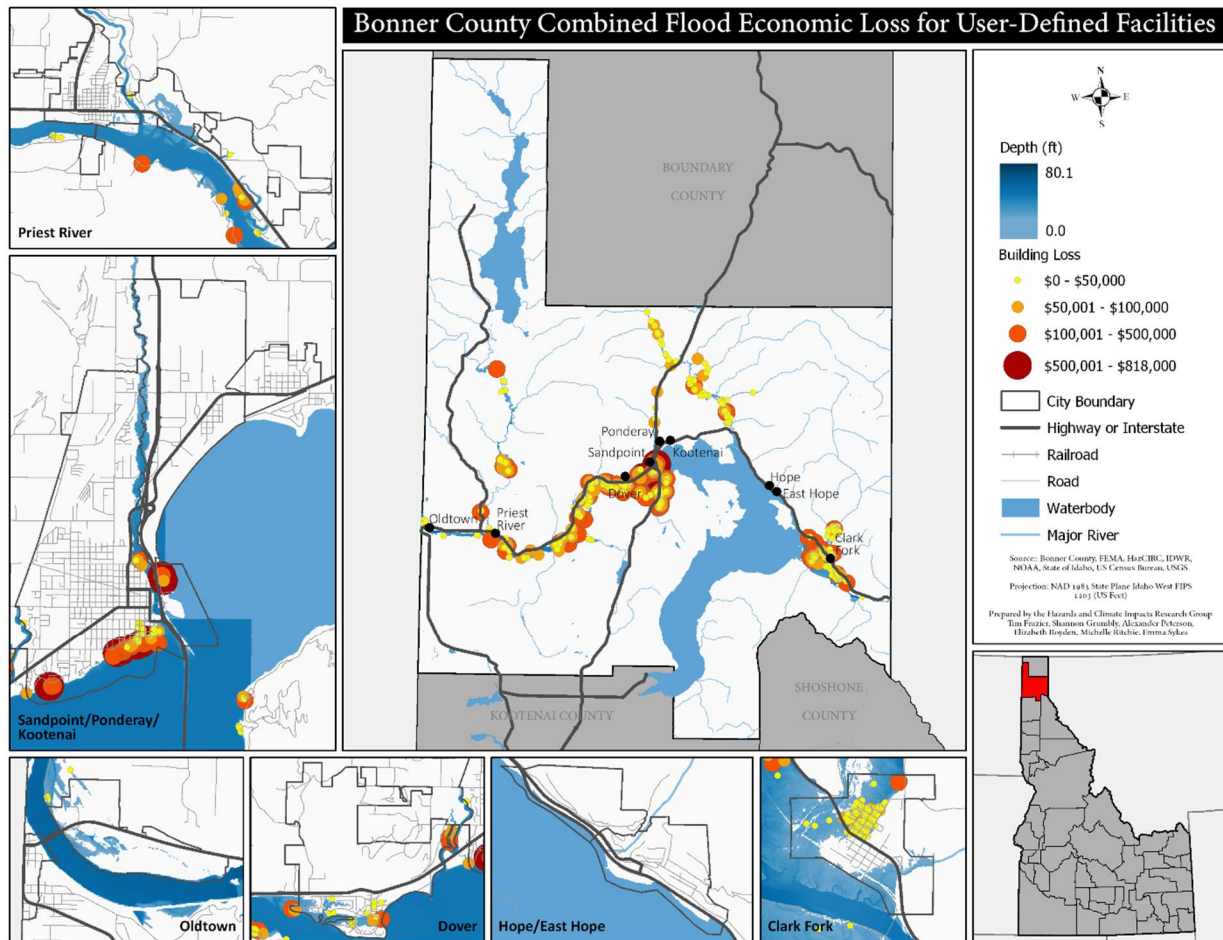 Bonner County Combined Flood Economic Loss for User-Defined Facilities
Priest River
Sandpoint/Ponderay/
Kootenai
BOUNDARY
COUNTY
Ponderay
Sandpoint
Kootenai
Dover
Hope
East Hope
Oldtown
Priest
River
Clark
Fork
KOOTENAI COUNTY
SHOSHONE
COUNTY
N
W
E
S
Depth (ft)
80.1
0.0
Building Loss
$0 - $50,000
$50,001 - $100,000
$100,001 - $500,000
$500,001 - $818,000
City Boundary
Highway or Interstate
Railroad
Road
Waterbody
Major River
Source: Bonner County, FEMA, HazCIRC, IDWR,
NOAA, State of Idaho, US Census Bureau, USGS
Projection: NAD 1983 State Plane Idaho West FIPS
1103 (US Feet)
Prepared by the Hazards and Climate Impacts Research Group
Tim Frazier, Shannon Grumbly, Alexander Peterson,
Elizabeth Royden, Michelle Ritchie, Emma Sykes
Oldtown
Dover
Hope/East Hope
Clark Fork